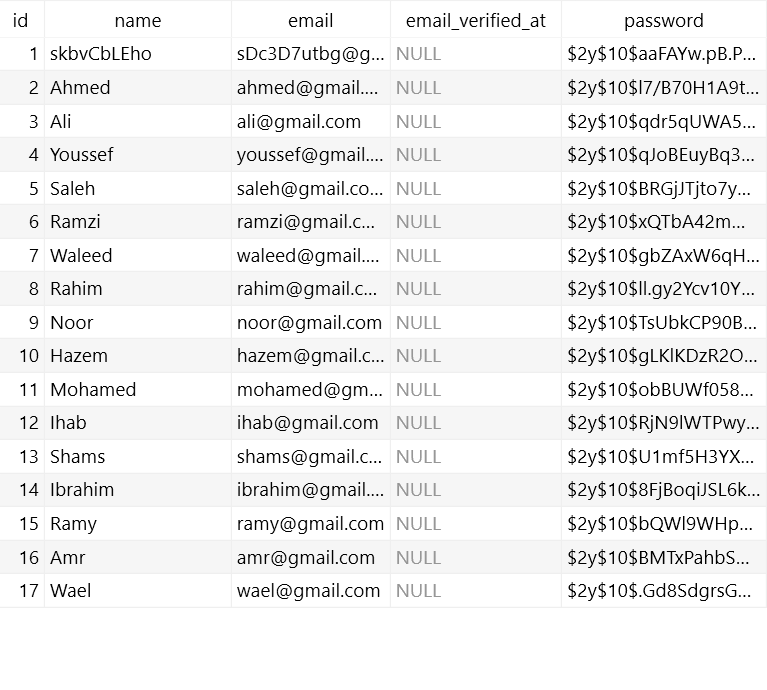 id name email email_verified_at password
1 skbvCbLEho sDc3D7utbg@g... NULL $2y$10$aaFAYw.pB.P...
2 Ahmed ahmed@gmail.... NULL $2y$10$l7/B70H1A9t...
3 Ali ali@gmail.com NULL $2y$10$qdr5qUWA5...
4 Youssef youssef@gmail.... NULL $2y$10$qJoBEuyBq3...
5 Saleh saleh@gmail.co... NULL $2y$10$BRGjJTjto7y...
6 Ramzi ramzi@gmail.c... NULL $2y$10$xQTbA42m...
7 Waleed waleed@gmail.... NULL $2y$10$gbZAxW6qH...
8 Rahim rahim@gmail.c... NULL $2y$10$ll.gy2Ycv10Y...
9 Noor noor@gmail.com NULL $2y$10$TsUbkCP90B...
10 Hazem hazem@gmail.c... NULL $2y$10$gLKlKDzR2O...
11 Mohamed mohamed@gm... NULL $2y$10$obBUWf058...
12 Ihab ihab@gmail.com NULL $2y$10$RjN9lWTPwy...
13 Shams shams@gmail.c... NULL $2y$10$U1mf5H3YX...
14 Ibrahim ibrahim@gmail.... NULL $2y$10$8FjBoqiJSL6k...
15 Ramy ramy@gmail.com NULL $2y$10$bQWl9WHp...
16 Amr amr@gmail.com NULL $2y$10$BMTxPahbS...
17 Wael wael@gmail.com NULL $2y$10$.Gd8SdgrsG...